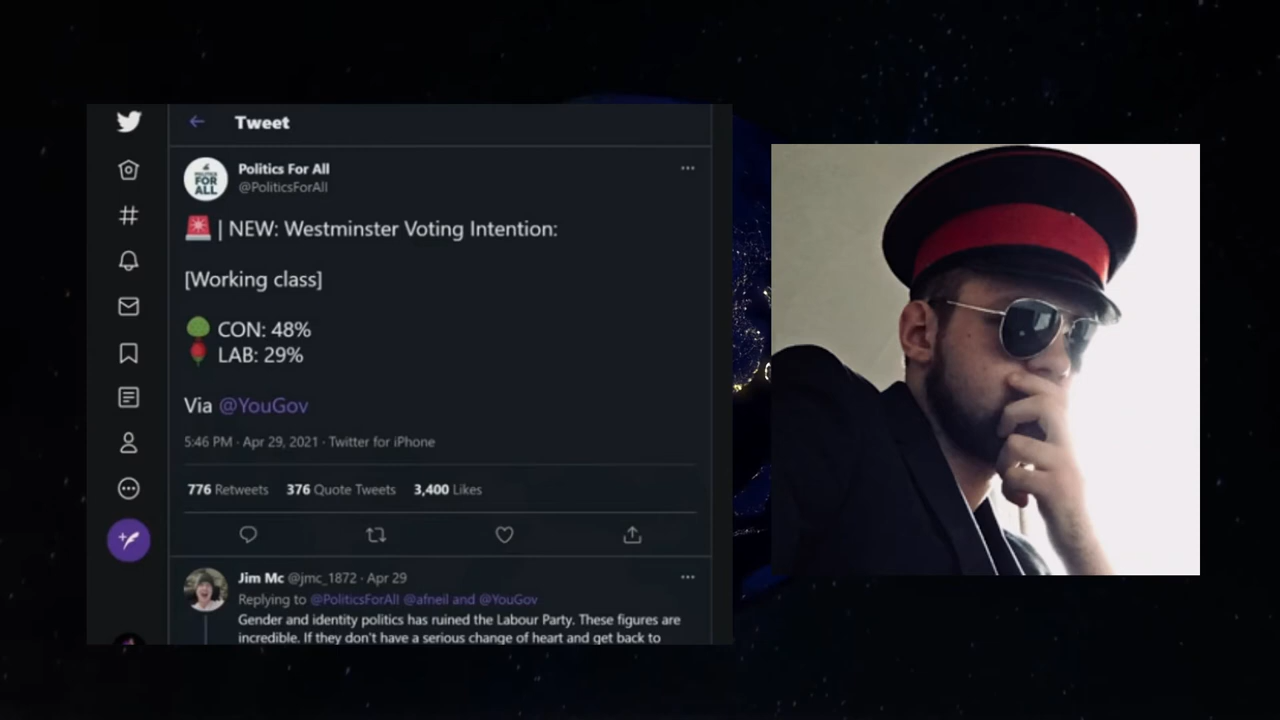 Tweet
POLITICS
FOR
ALL
Politics For All
@PoliticsForAll
| NEW: Westminster Voting Intention:
[Working class]
CON: 48%
LAB: 29%
Via @YouGov
5:46 PM · Apr 29, 2021 · Twitter for iPhone
776 Retweets 376 Quote Tweets 3,400 Likes
Jim Mc @jmc_1872 · Apr 29
Replying to @PoliticsForAll @afneil and @YouGov
Gender and identity politics has ruined the Labour Party. These figures are
incredible. If they don't have a serious change of heart and get back to